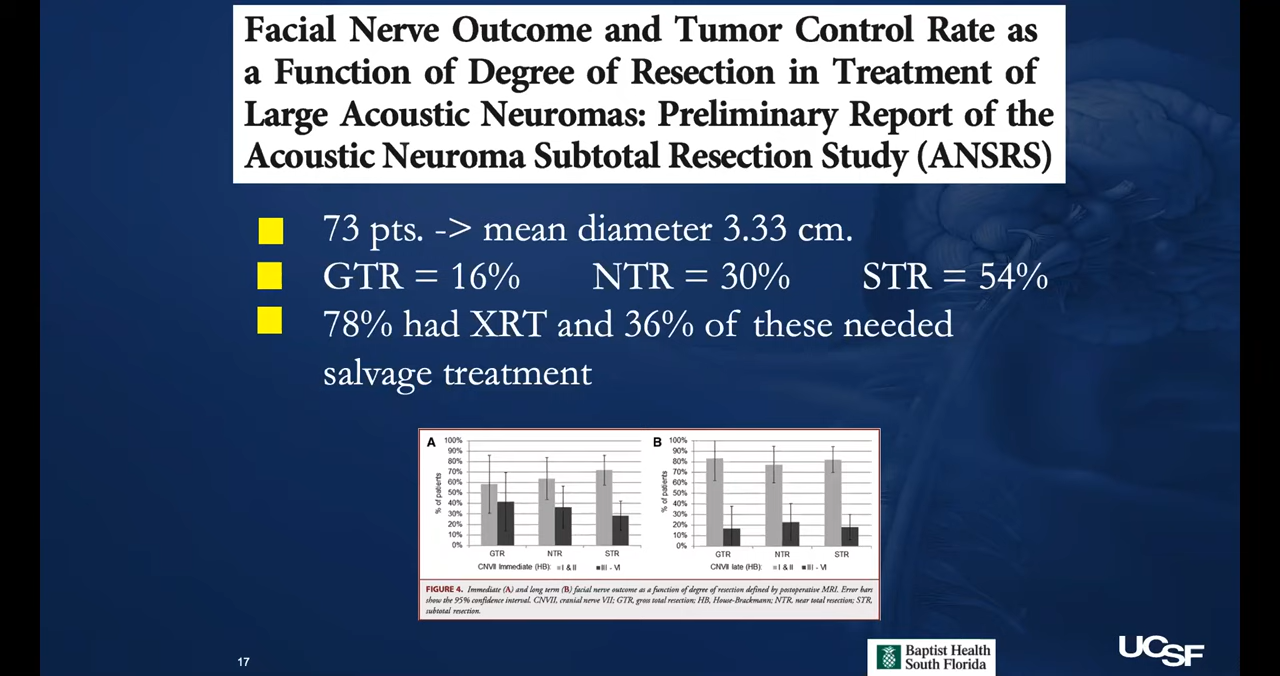 Facial Nerve Outcome and Tumor Control Rate as
a Function of Degree of Resection in Treatment of
Large Acoustic Neuromas: Preliminary Report of the
Acoustic Neuroma Subtotal Resection Study (ANSRS)
73 pts. -> mean diameter 3.33 cm.
GTR = 16% NTR = 30% STR = 54%
78% had XRT and 36% of these needed
salvage treatment
A
100%
90%
80%
70%
60%
50%
40%
30%
20%
10%
0%
% of patients
GTR NTR STR
CNVII Immediate (HB): I & II III - VI
B
100%
90%
80%
70%
60%
50%
40%
30%
20%
10%
0%
% of patients
GTR NTR STR
CNVII late (HB): I & II III - VI
FIGURE 4. Immediate (A) and long term (B) facial nerve outcome as a function of degree of resection defined by postoperative MRI. Error bars
show the 95% confidence interval. CNVII, cranial nerve VII; GTR, gross total resection; HB, House-Brackmann; NTR, near total resection; STR,
subtotal resection.
17
Baptist Health
South Florida
UCSF